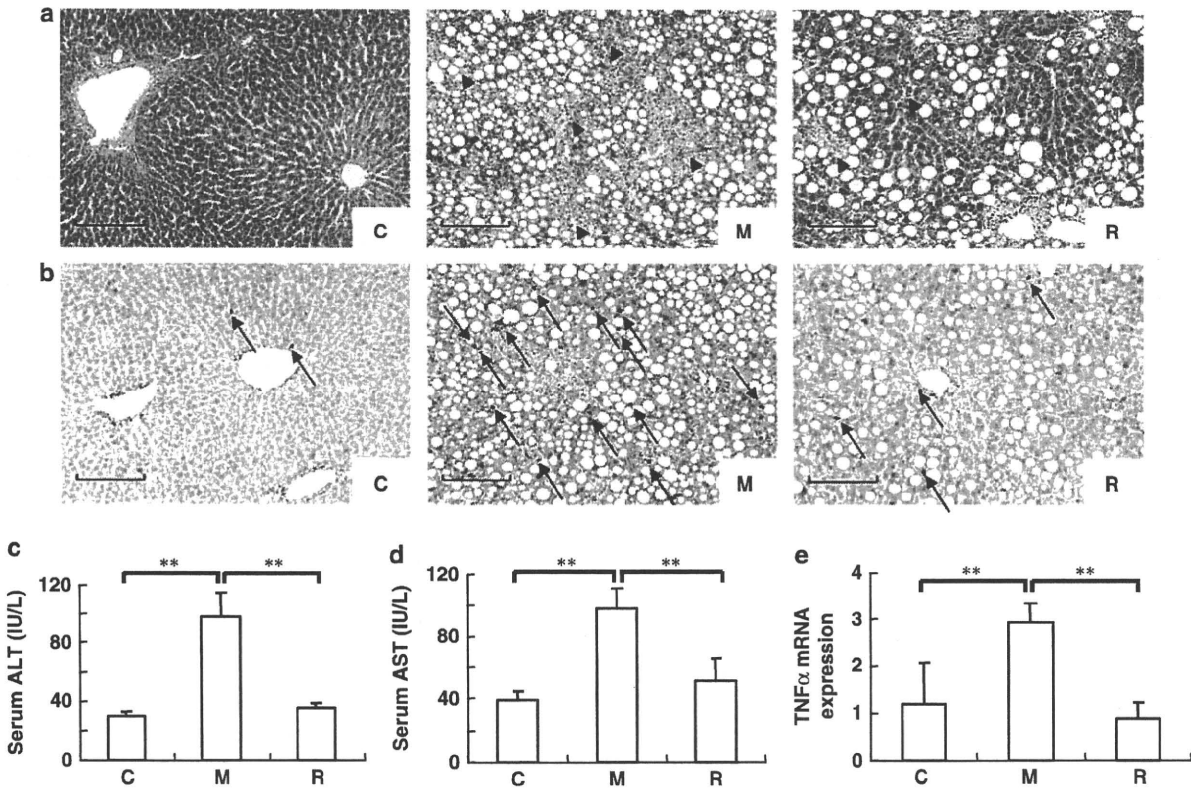 a
C
M
R
b
C
M
R
c
**
**
Serum ALT (IU/L)
120
80
40
0
C
M
R
d
**
**
Serum AST (IU/L)
120
80
40
0
C
M
R
e
**
**
TNFα mRNA
expression
4
3
2
1
0
C
M
R